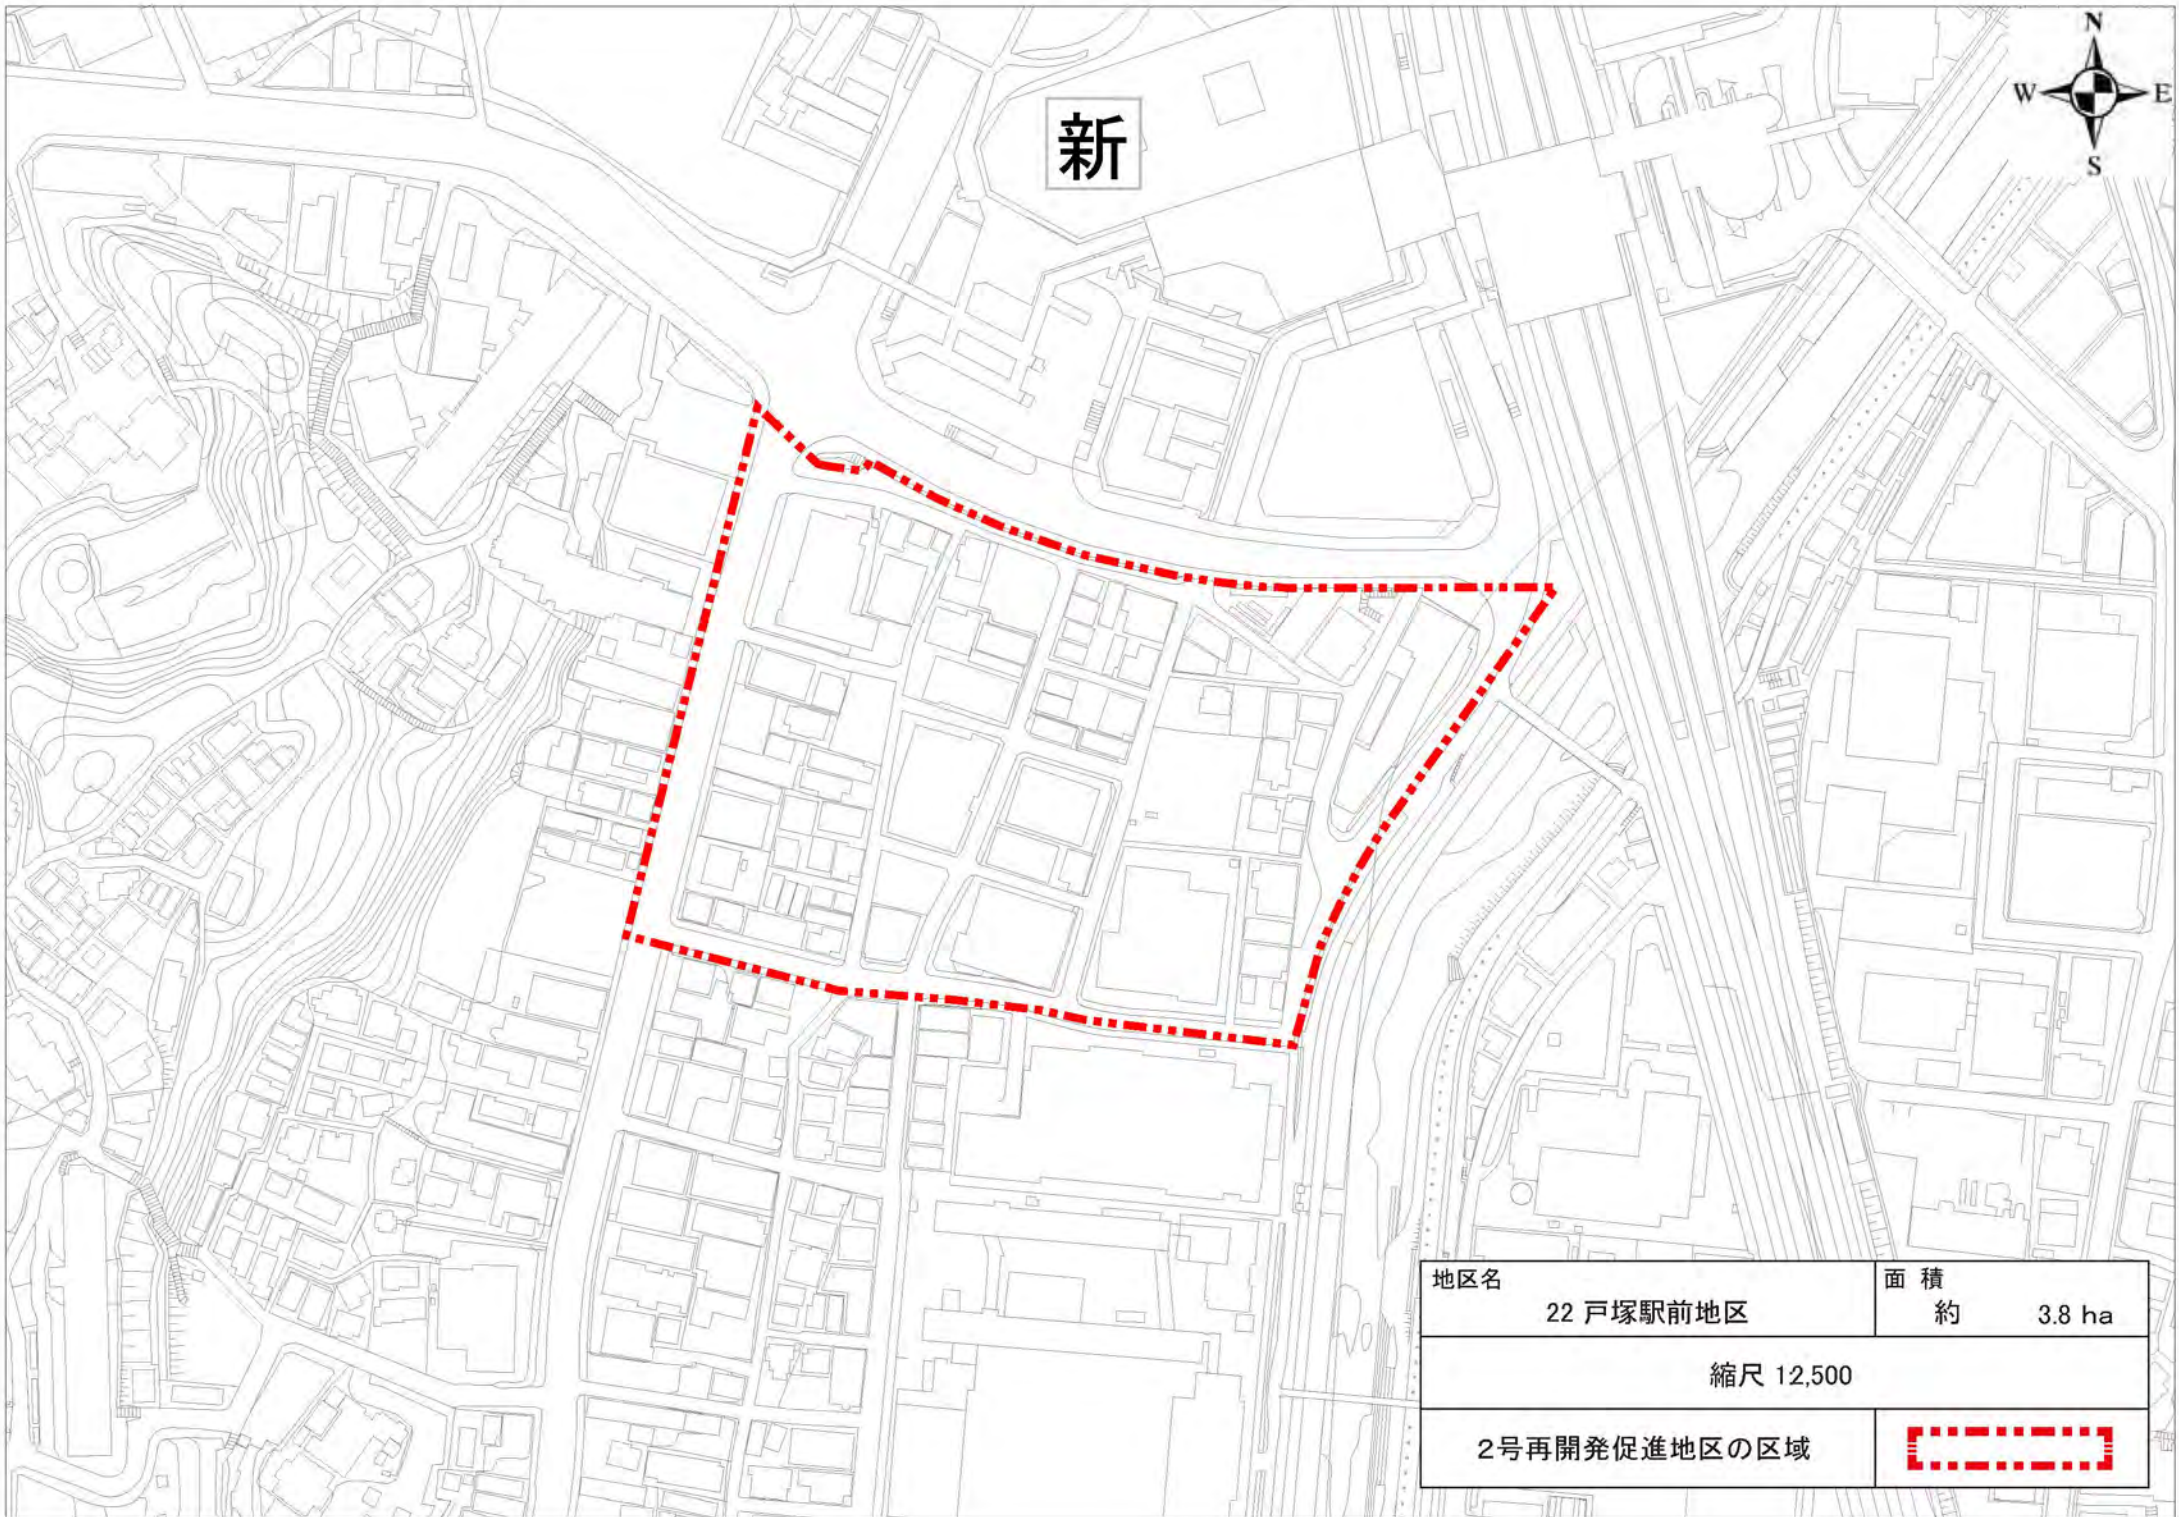 N
新
W E
S
地区名
面 積
22 戸塚駅前地区
約 3.8 ha
縮尺 12,500
2号再開発促進地区の区域